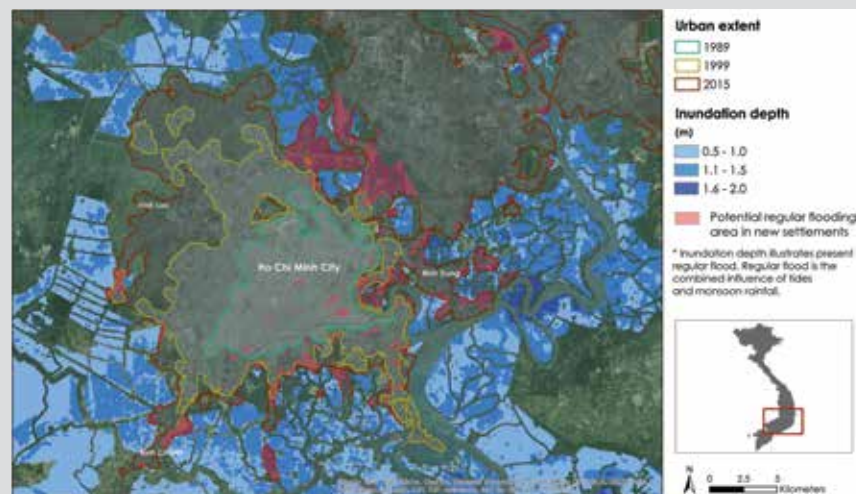 Urban extent
1989
1999
2015
Inundation depth
(m)
0.5 - 1.0
1.1 - 1.5
1.6 - 2.0
Potential regular flooding
area in new settlements
* Inundation depth illustrates present
regular flood. Regular flood is the
combined influence of tides
and monsoon rainfall.
Ho Chi Minh City
N
0 2.5 5
Kilometers